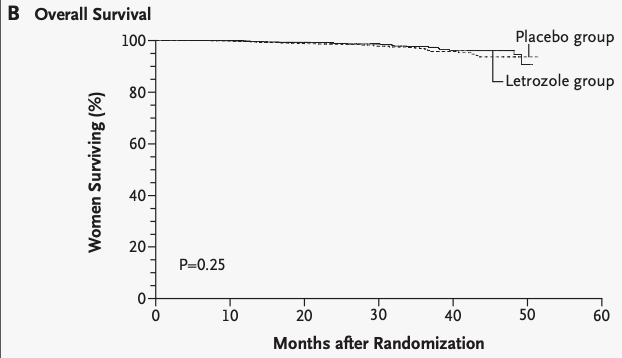 B Overall Survival
100
80
60
40
20
0
Women Surviving (%)
Placebo group
Letrozole group
P=0.25
0 10 20 30 40 50 60
Months after Randomization